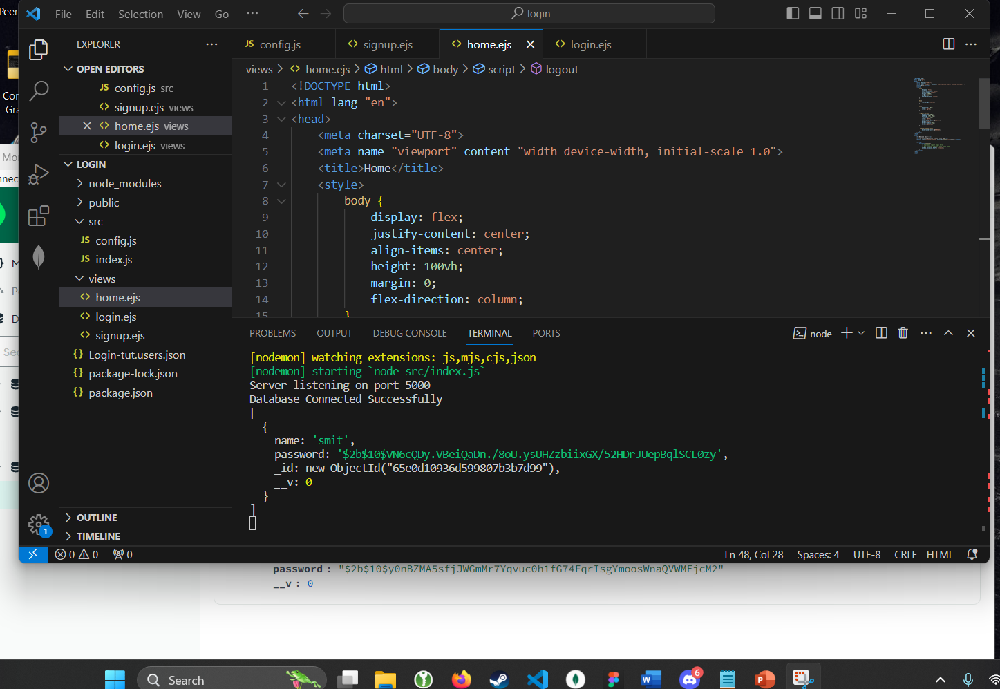 Peer
File Edit Selection View Go ···
login
EXPLORER
config.js
signup.ejs
home.ejs
login.ejs
OPEN EDITORS
config.js src
signup.ejs views
home.ejs views
login.ejs views
LOGIN
node_modules
public
src
config.js
index.js
views
home.ejs
login.ejs
signup.ejs
Login-tut.users.json
package-lock.json
package.json
OUTLINE
TIMELINE
views > home.ejs > html > body > script > logout
1 <!DOCTYPE html>
2 <html lang="en">
3 <head>
4 <meta charset="UTF-8">
5 <meta name="viewport" content="width=device-width, initial-scale=1.0">
6 <title>Home</title>
7 <style>
8 body {
9 display: flex;
10 justify-content: center;
11 align-items: center;
12 height: 100vh;
13 margin: 0;
14 flex-direction: column;
15 }
PROBLEMS OUTPUT DEBUG CONSOLE TERMINAL PORTS
node
[nodemon] watching extensions: js,mjs,cjs,json
[nodemon] starting `node src/index.js`
Server listening on port 5000
Database Connected Successfully
[
{
name: 'smit',
password: '$2b$10$VN6cQDy.VBeiQaDn./8oU.ysUHZzbiixGX/52HDrJUepBqlSCL0zy',
_id: new ObjectId("65e0d10936d599807b3b7d99"),
__v: 0
}
]
1
0 0 0
Ln 48, Col 28 Spaces: 4 UTF-8 CRLF HTML
password : "$2b$10$y0nBZMA5sfjJWGmMr7Yqvuc0h1fG74FqrIsgYmoosWnaQVWMEjcM2"
__v : 0
Search
6